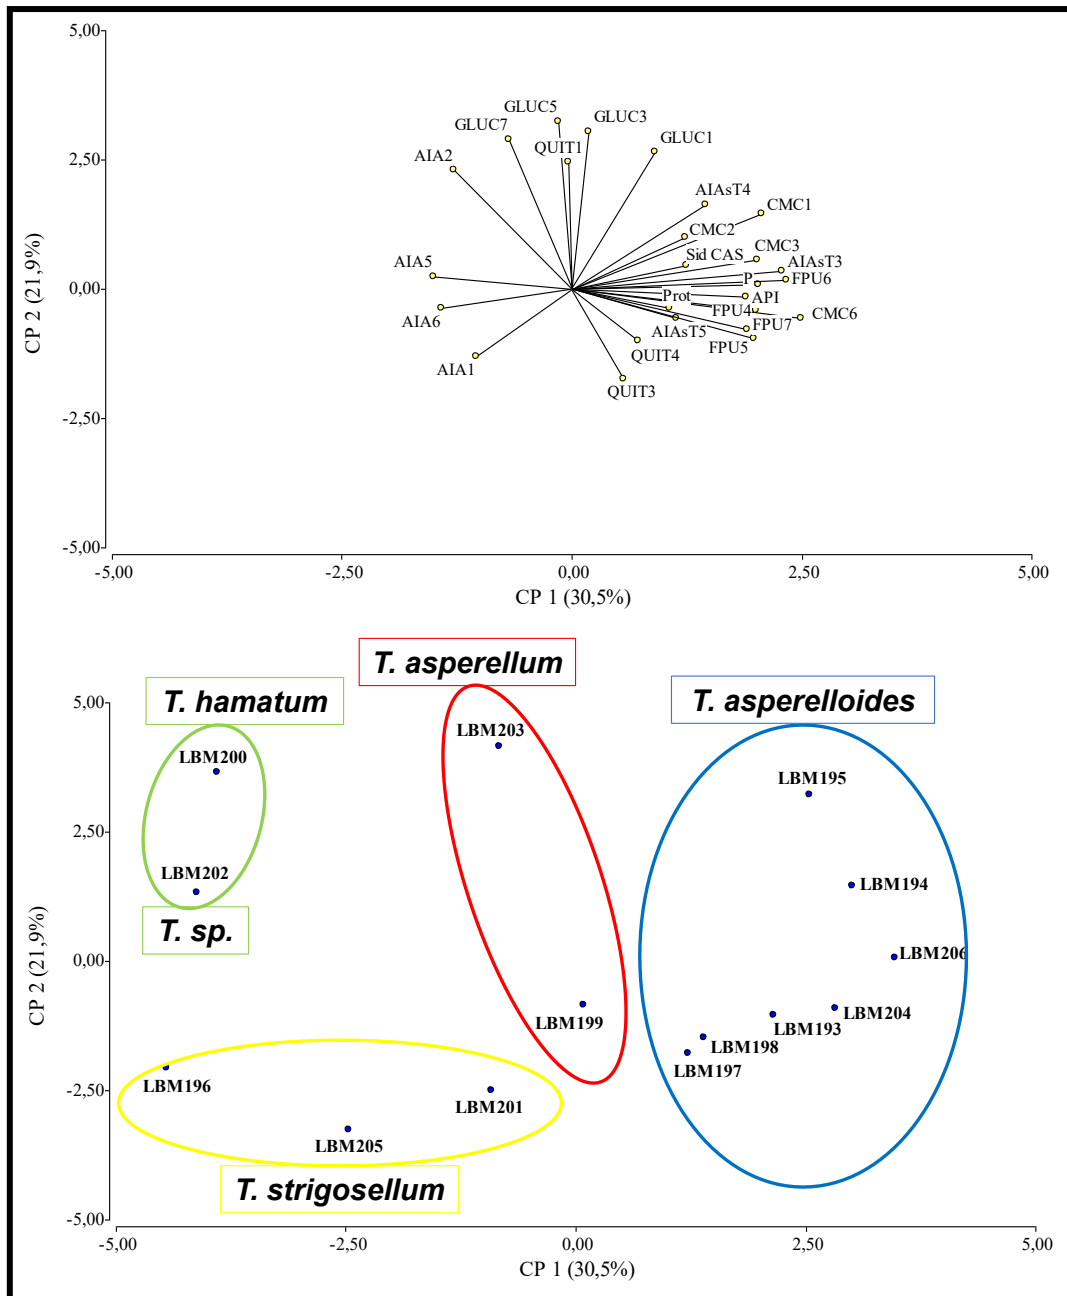 5,00
GLUC5
GLUC3
GLUC7
GLUC1
QUIT1
2,50
AIA2
AIAsT4
CMC1
CMC2
Sid CAS
CMC3
AIA5
AIAsT3
P
FPU6
0,00
CP 2 (21,9%)
Prot
API
AIA6
FPU4
CMC6
AIAsT5
FPU7
QUIT4
FPU5
AIA1
QUIT3
-2,50
-5,00
-5,00 -2,50 0,00 2,50 5,00
CP 1 (30,5%)
T. asperellum
T. hamatum
T. asperelloides
5,00
LBM203
LBM200
LBM195
2,50
LBM202
LBM194
T. sp.
0,00
CP 2 (21,9%)
LBM206
LBM199
LBM204
LBM193
LBM198
LBM197
-2,50
LBM196
LBM201
LBM205
T. strigosellum
-5,00
-5,00 -2,50 0,00 2,50 5,00
CP 1 (30,5%)